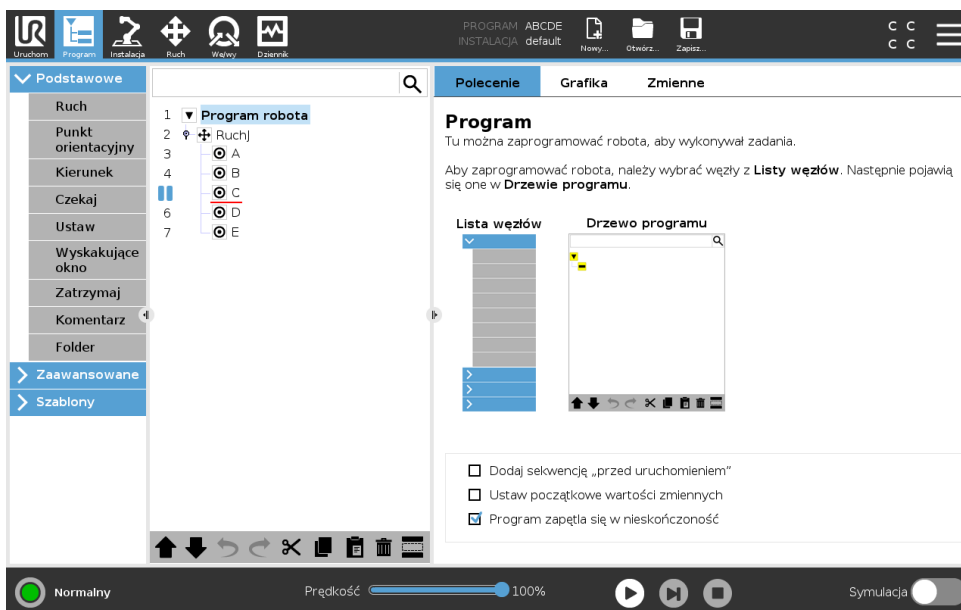 PROGRAM ABCDE
INSTALACJA default
C C
C C
Uruchom
Program
Instalacja
Ruch
We/wy
Dziennik
Nowy...
Otwórz...
Zapisz...
Podstawowe
Ruch
Punkt
orientacyjny
Kierunek
Czekaj
Ustaw
Wyskakujące
okno
Zatrzymaj
Komentarz
Folder
Zaawansowane
Szablony
1 Program robota
2 RuchJ
3 A
4 B
C
6 D
7 E
Polecenie
Grafika
Zmienne
Program
Tu można zaprogramować robota, aby wykonywał zadania.
Aby zaprogramować robota, należy wybrać węzły z Listy węzłów. Następnie pojawią
się one w Drzewie programu.
Lista węzłów
Drzewo programu
Dodaj sekwencję „przed uruchomieniem”
Ustaw początkowe wartości zmiennych
Program zapętla się w nieskończoność
Normalny
Prędkość
100%
Symulacja